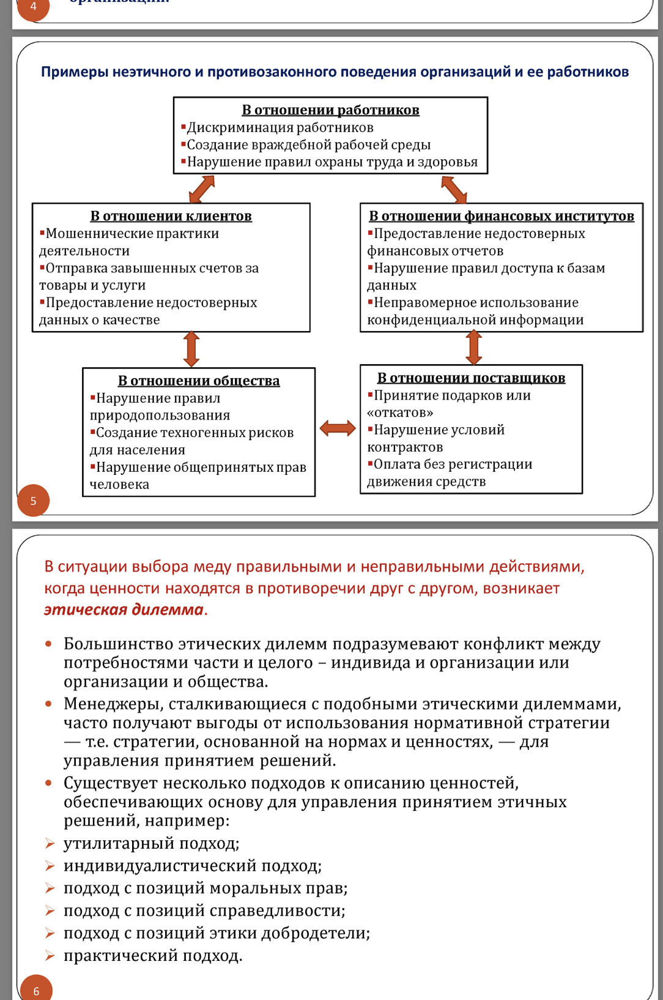 организации.
4
Примеры неэтичного и противозаконного поведения организаций и ее работников
В отношении работников
▪Дискриминация работников
▪Создание враждебной рабочей среды
▪Нарушение правил охраны труда и здоровья
В отношении клиентов
▪Мошеннические практики
деятельности
▪Отправка завышенных счетов за
товары и услуги
▪Предоставление недостоверных
данных о качестве
В отношении финансовых институтов
▪Предоставление недостоверных
финансовых отчетов
▪Нарушение правил доступа к базам
данных
▪Неправомерное использование
конфиденциальной информации
В отношении общества
▪Нарушение правил
природопользования
▪Создание техногенных рисков
для населения
▪Нарушение общепринятых прав
человека
В отношении поставщиков
▪Принятие подарков или
«откатов»
▪Нарушение условий
контрактов
▪Оплата без регистрации
движения средств
5
В ситуации выбора меду правильными и неправильными действиями,
когда ценности находятся в противоречии друг с другом, возникает
этическая дилемма.
• Большинство этических дилемм подразумевают конфликт между
потребностями части и целого – индивида и организации или
организации и общества.
• Менеджеры, сталкивающиеся с подобными этическими дилеммами,
часто получают выгоды от использования нормативной стратегии
— т.е. стратегии, основанной на нормах и ценностях, — для
управления принятием решений.
• Существует несколько подходов к описанию ценностей,
обеспечивающих основу для управления принятием этичных
решений, например:
➢ утилитарный подход;
➢ индивидуалистический подход;
➢ подход с позиций моральных прав;
➢ подход с позиций справедливости;
➢ подход с позиций этики добродетели;
➢ практический подход.
6